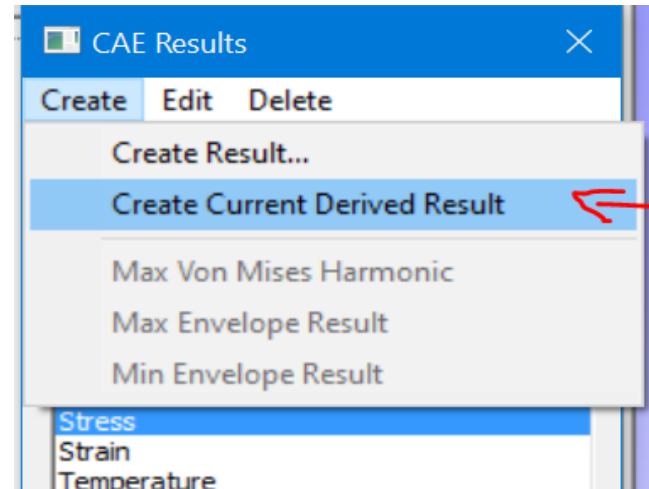 CAE Results
Create Edit Delete
Create Result...
Create Current Derived Result
Max Von Mises Harmonic
Max Envelope Result
Min Envelope Result
Stress
Strain
Temperature